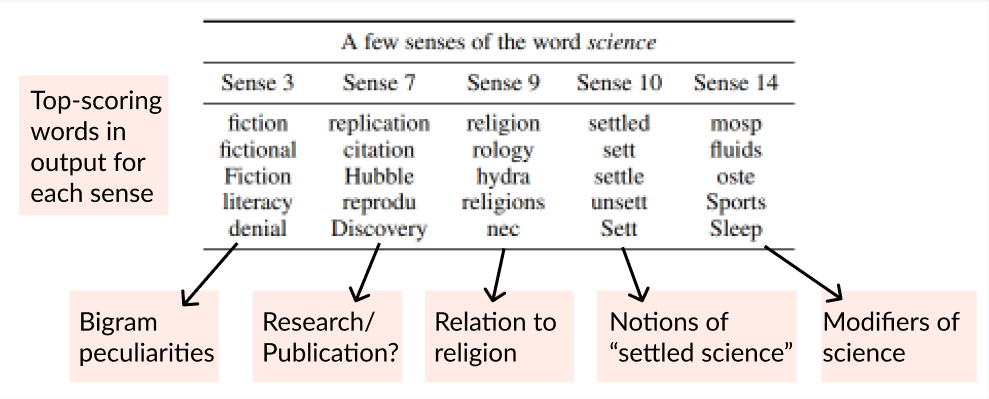 A few senses of the word science
Sense 3 Sense 7 Sense 9 Sense 10 Sense 14
Top-scoring
words in
output for
each sense
fiction replication religion settled mosp
fictional citation rology sett fluids
Fiction Hubble hydra settle oste
literacy reprodu religions unsett Sports
denial Discovery nec Sett Sleep
Bigram
peculiarities
Research/
Publication?
Relation to
religion
Notions of
“settled science”
Modifiers of
science